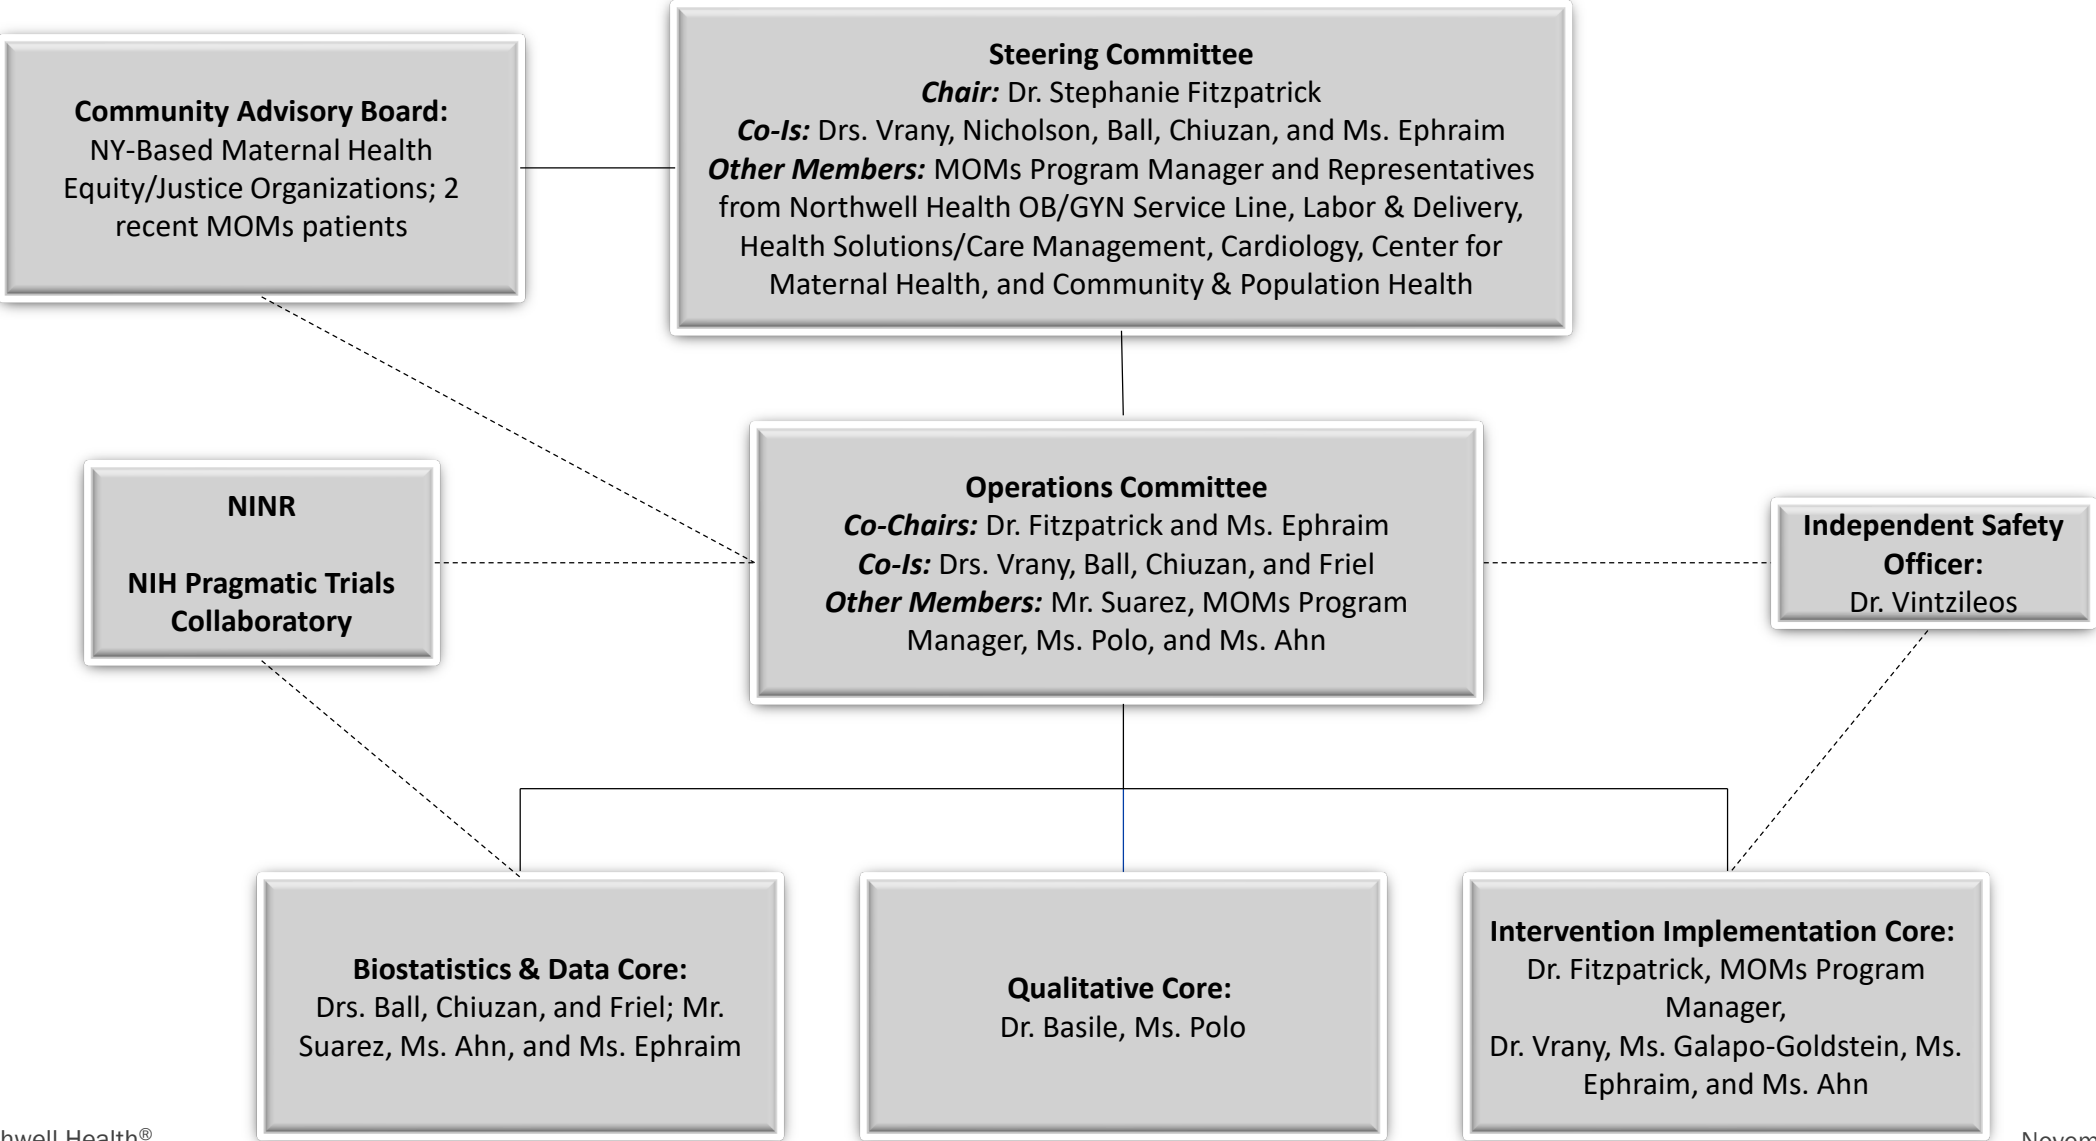 Community Advisory Board:
NY-Based Maternal Health
Equity/Justice Organizations; 2
recent MOMs patients
Steering Committee
Chair: Dr. Stephanie Fitzpatrick
Co-Is: Drs. Vrany, Nicholson, Ball, Chiuzan, and Ms. Ephraim
Other Members: MOMs Program Manager and Representatives
from Northwell Health OB/GYN Service Line, Labor & Delivery,
Health Solutions/Care Management, Cardiology, Center for
Maternal Health, and Community & Population Health
NINR
NIH Pragmatic Trials
Collaboratory
Operations Committee
Co-Chairs: Dr. Fitzpatrick and Ms. Ephraim
Co-Is: Drs. Vrany, Ball, Chiuzan, and Friel
Other Members: Mr. Suarez, MOMs Program
Manager, Ms. Polo, and Ms. Ahn
Independent Safety
Officer:
Dr. Vintzileos
Biostatistics & Data Core:
Drs. Ball, Chiuzan, and Friel; Mr.
Suarez, Ms. Ahn, and Ms. Ephraim
Qualitative Core:
Dr. Basile, Ms. Polo
Intervention Implementation Core:
Dr. Fitzpatrick, MOMs Program
Manager,
Dr. Vrany, Ms. Galapo-Goldstein, Ms.
Ephraim, and Ms. Ahn
Health®